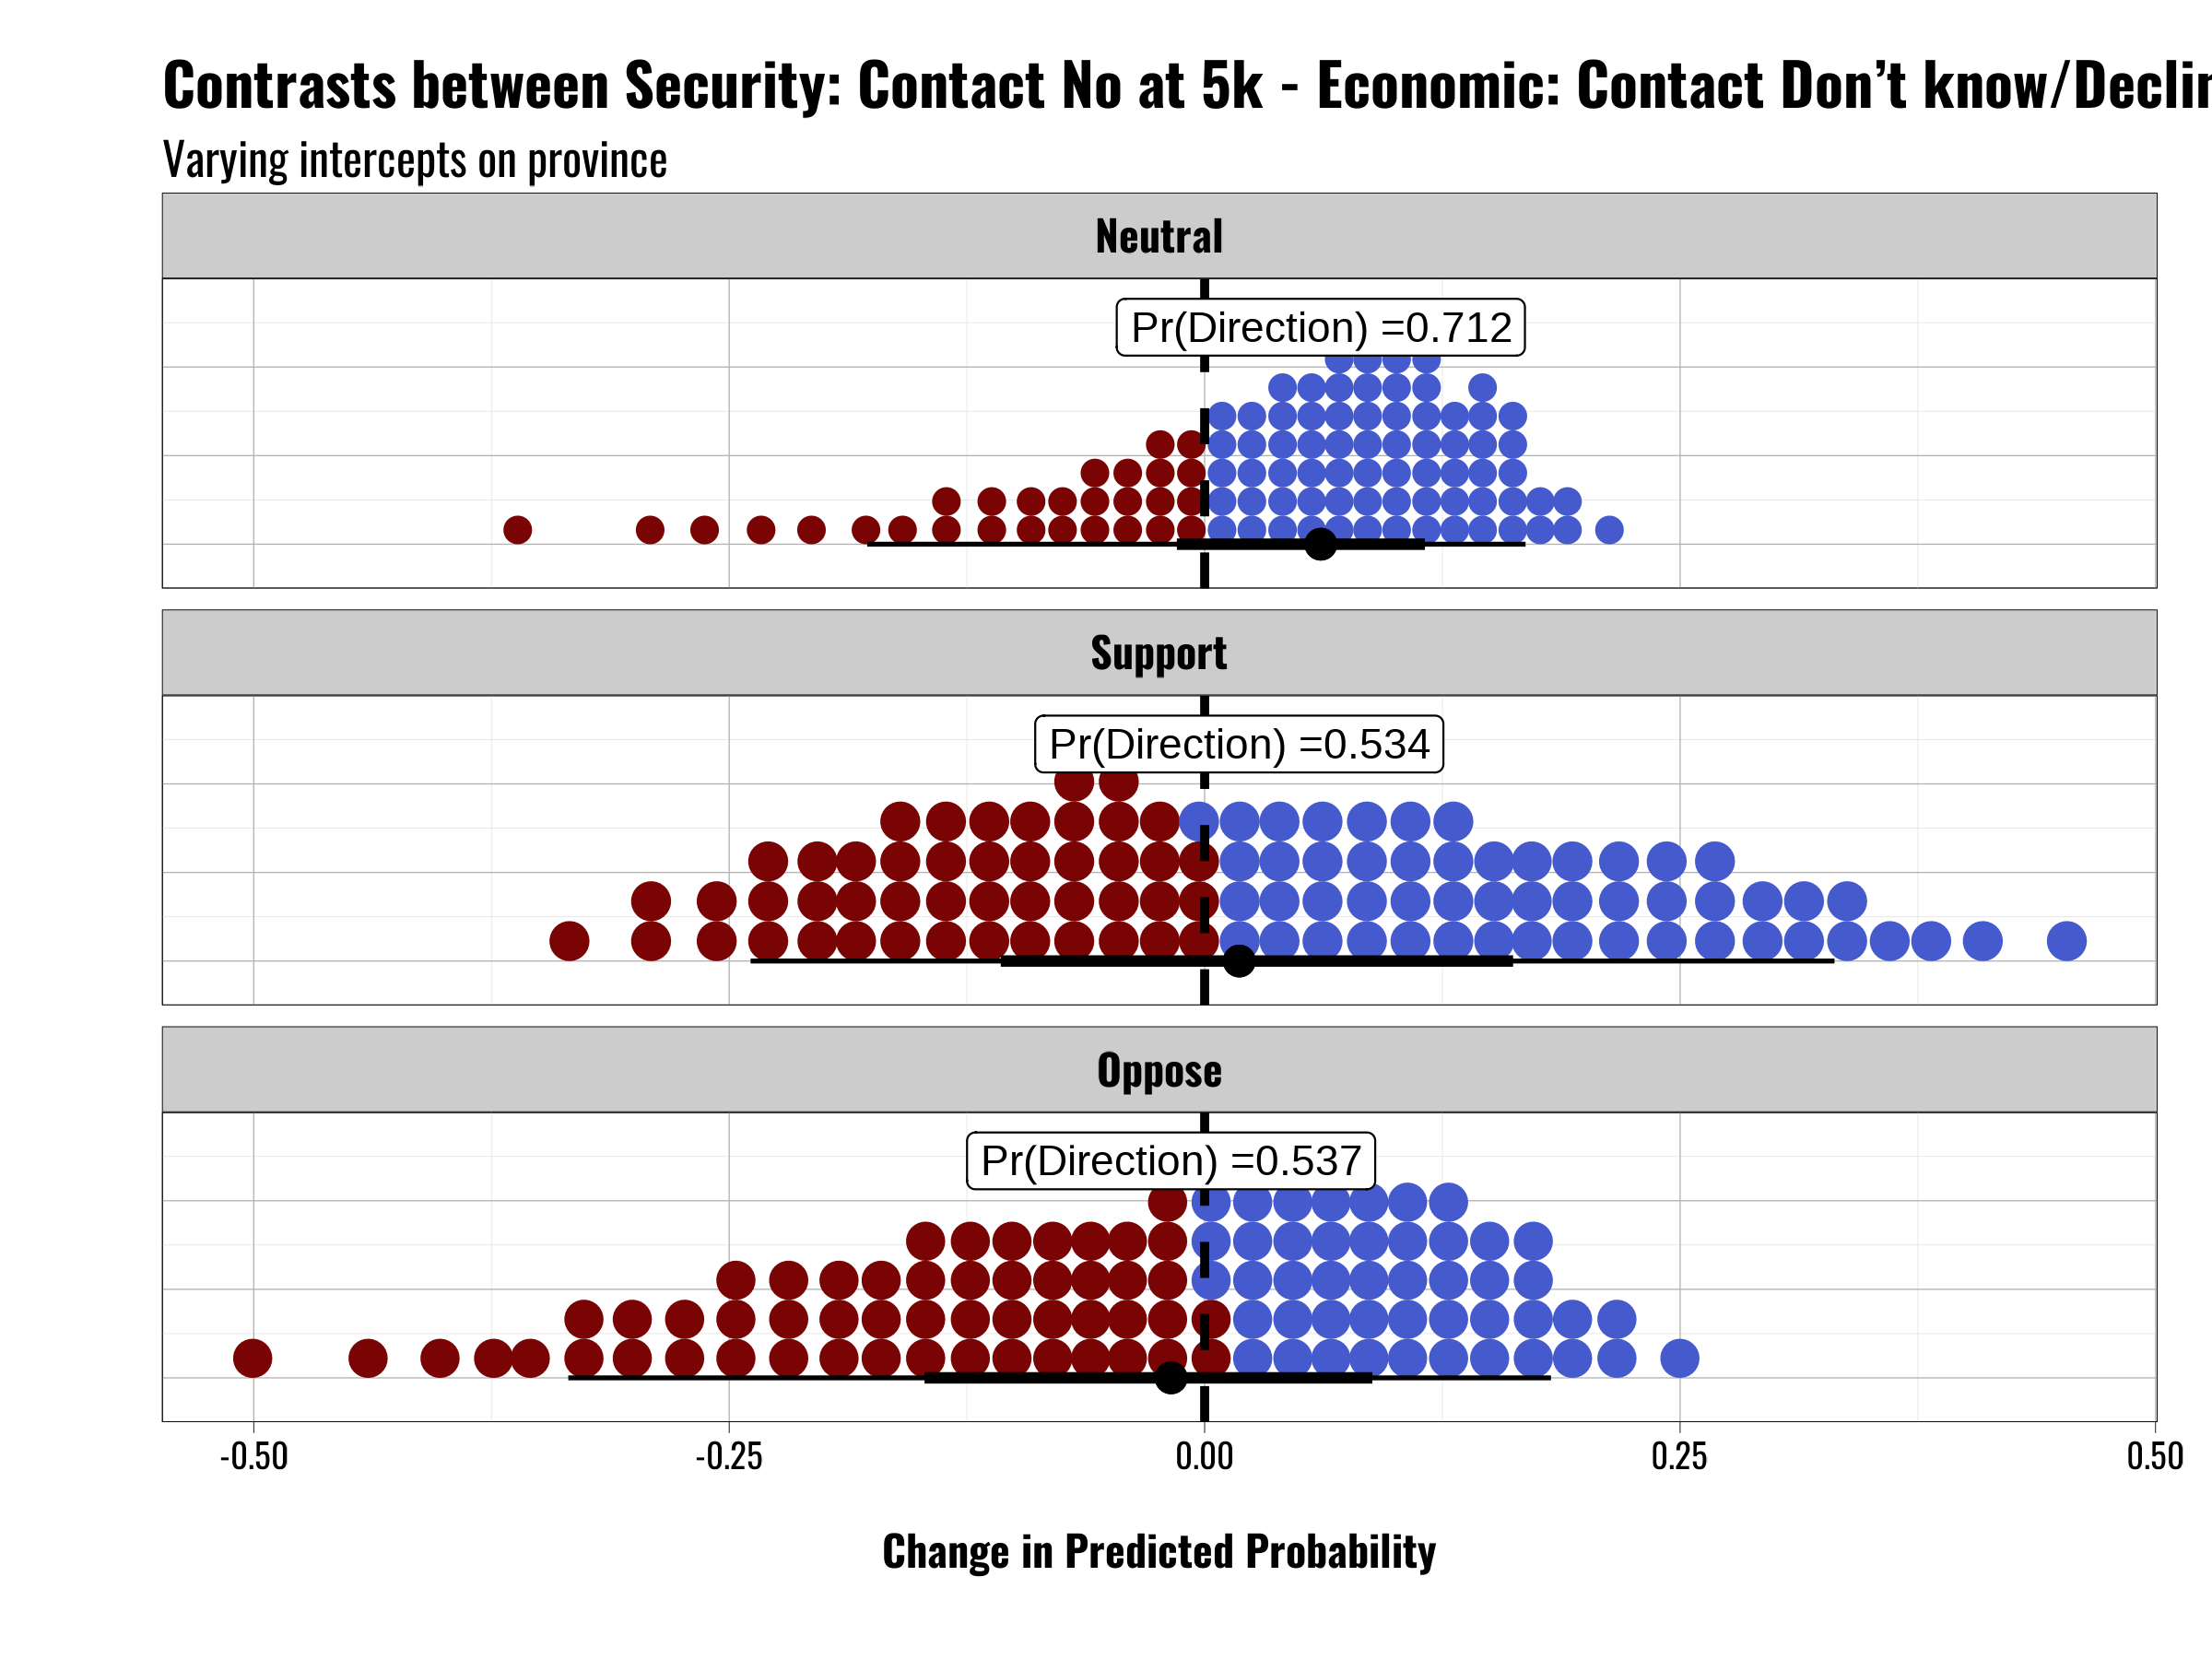 Contrasts between Security: Contact No at 5k - Economic: Contact Don’t know/Declin
Varying intercepts on province
Neutral
Pr(Direction) =0.712
Support
Pr(Direction) =0.534
Oppose
Pr(Direction) =0.537
-0.50 -0.25 0.00 0.25 0.50
Change in Predicted Probability